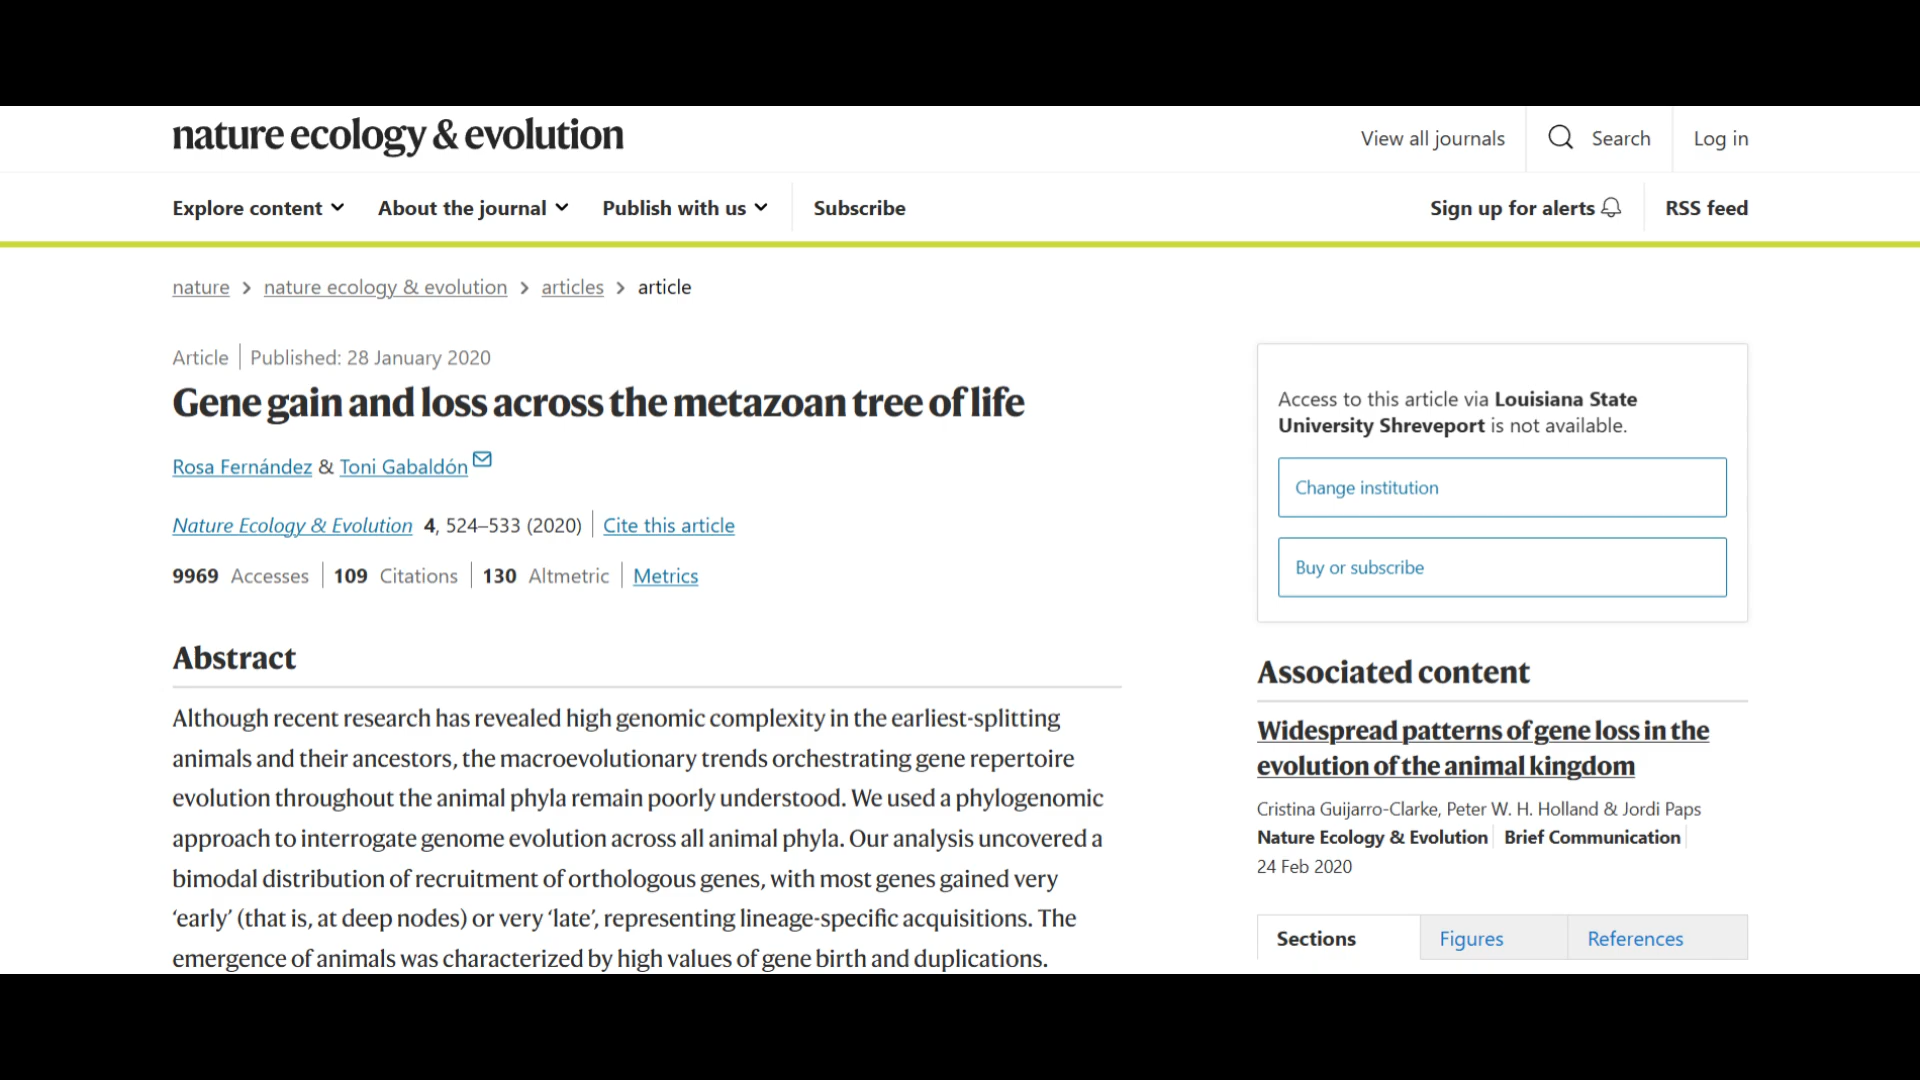 nature ecology & evolution
View all journals
Search
Log in
Explore content
About the journal
Publish with us
Subscribe
Sign up for alerts
RSS feed
nature > nature ecology & evolution > articles > article
Article | Published: 28 January 2020
Gene gain and loss across the metazoan tree of life
Rosa Fernández & Toni Gabaldón
Nature Ecology & Evolution 4, 524–533 (2020) | Cite this article
9969 Accesses | 109 Citations | 130 Altmetric | Metrics
Abstract
Although recent research has revealed high genomic complexity in the earliest-splitting
animals and their ancestors, the macroevolutionary trends orchestrating gene repertoire
evolution throughout the animal phyla remain poorly understood. We used a phylogenomic
approach to interrogate genome evolution across all animal phyla. Our analysis uncovered a
bimodal distribution of recruitment of orthologous genes, with most genes gained very
‘early’ (that is, at deep nodes) or very ‘late’, representing lineage-specific acquisitions. The
emergence of animals was characterized by high values of gene birth and duplications.
Access to this article via Louisiana State
University Shreveport is not available.
Change institution
Buy or subscribe
Associated content
Widespread patterns of gene loss in the
evolution of the animal kingdom
Cristina Guijarro-Clarke, Peter W. H. Holland & Jordi Paps
Nature Ecology & Evolution | Brief Communication |
24 Feb 2020
Sections
Figures
References